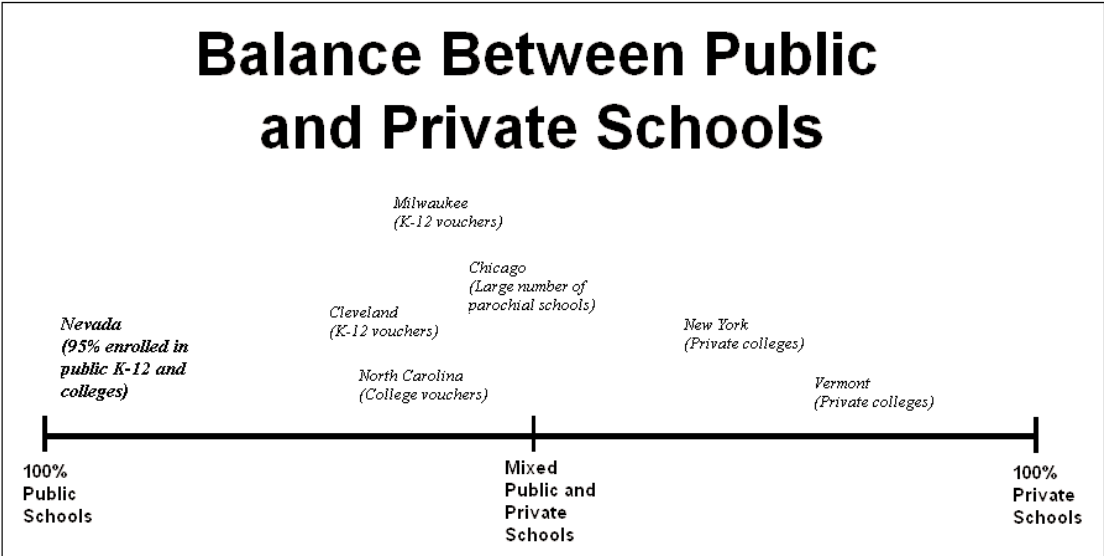 Balance Between Public
and Private Schools
Milwaukee
(K-12 vouchers)
Chicago
(Large number of
parochial schools)
Cleveland
(K-12 vouchers)
Nevada
(95% enrolled in
public K-12 and
colleges)
New York
(Private colleges)
North Carolina
(College vouchers)
Vermont
(Private colleges)
100%
Public
Schools
Mixed
Public and
Private
Schools
100%
Private
Schools